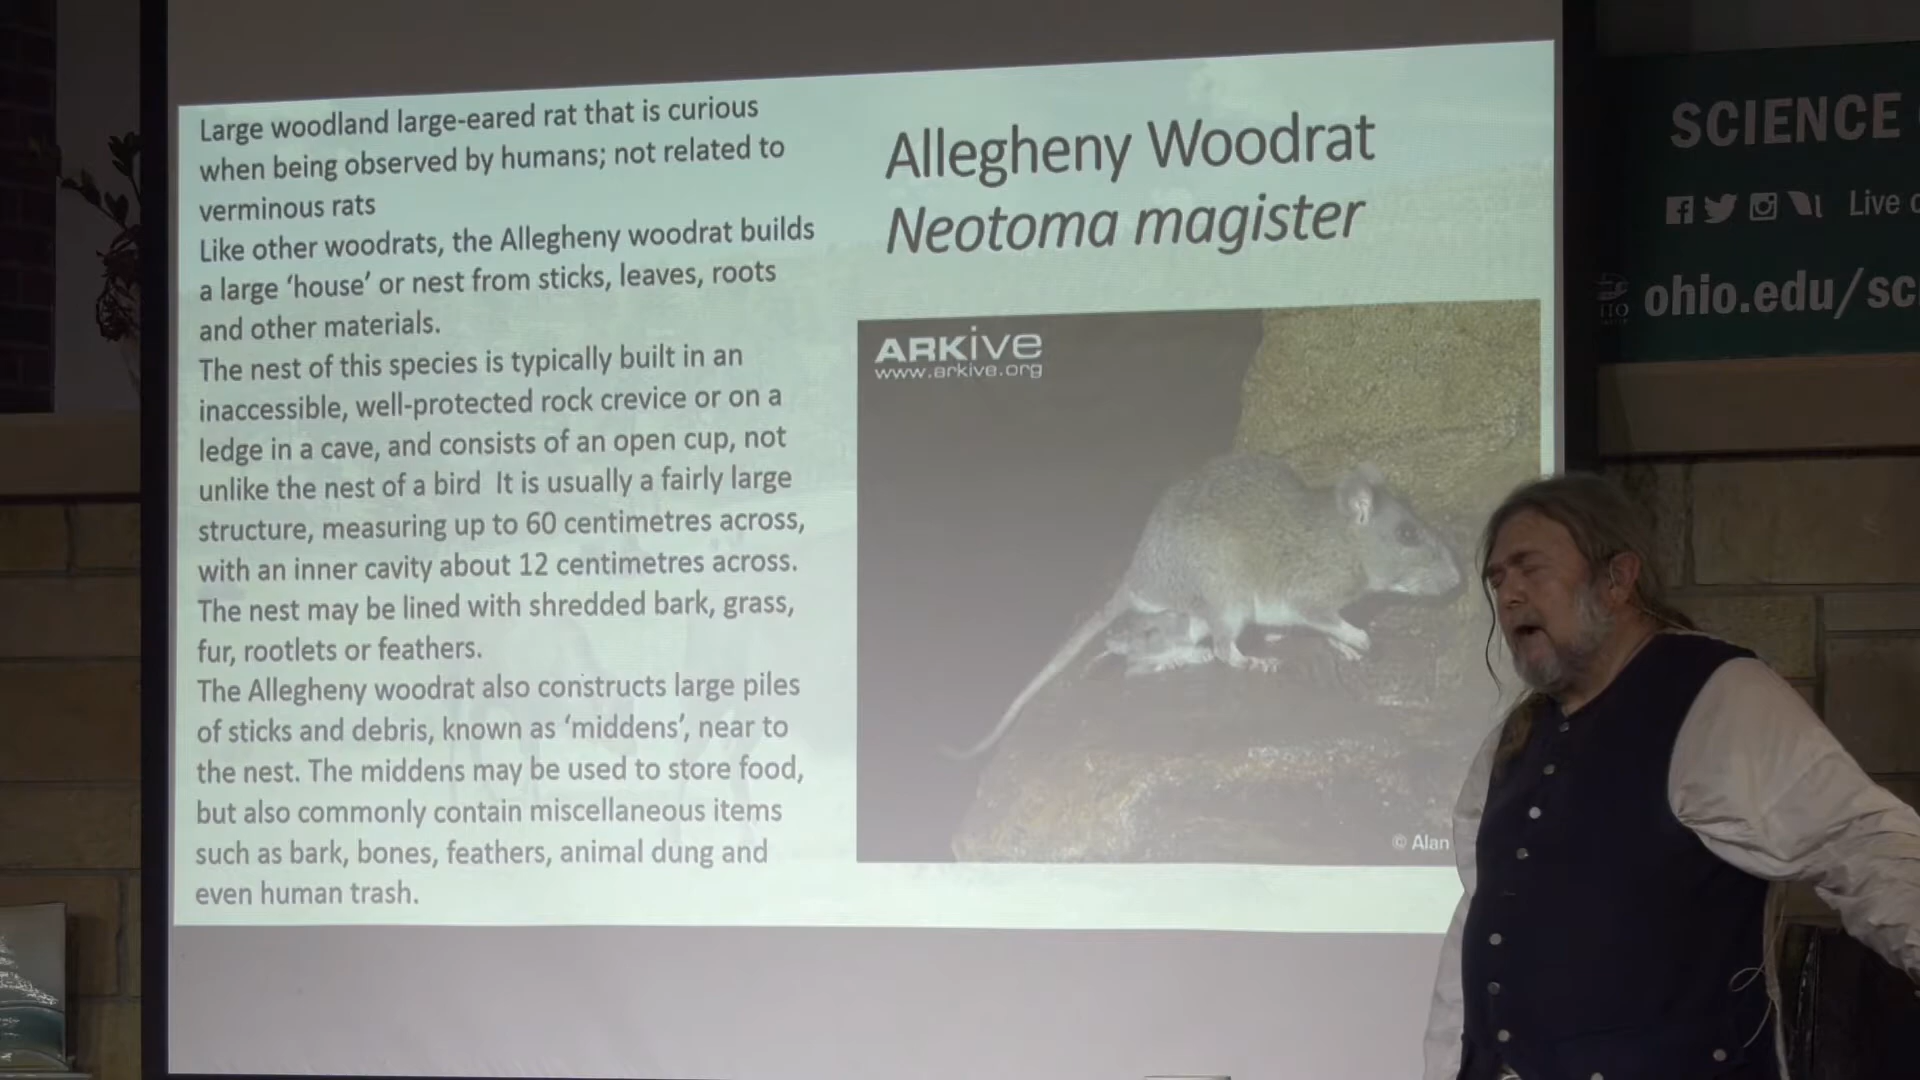 Large woodland large-eared rat that is curious
when being observed by humans; not related to
verminous rats
Like other woodrats, the Allegheny woodrat builds
a large ‘house’ or nest from sticks, leaves, roots
and other materials.
The nest of this species is typically built in an
inaccessible, well-protected rock crevice or on a
ledge in a cave, and consists of an open cup, not
unlike the nest of a bird It is usually a fairly large
structure, measuring up to 60 centimetres across,
with an inner cavity about 12 centimetres across.
The nest may be lined with shredded bark, grass,
fur, rootlets or feathers.
The Allegheny woodrat also constructs large piles
of sticks and debris, known as ‘middens’, near to
the nest. The middens may be used to store food,
but also commonly contain miscellaneous items
such as bark, bones, feathers, animal dung and
even human trash.
Allegheny Woodrat
Neotoma magister
ARKive
www.arkive.org
© Alan
SCIENCE
Live
ohio.edu/sc